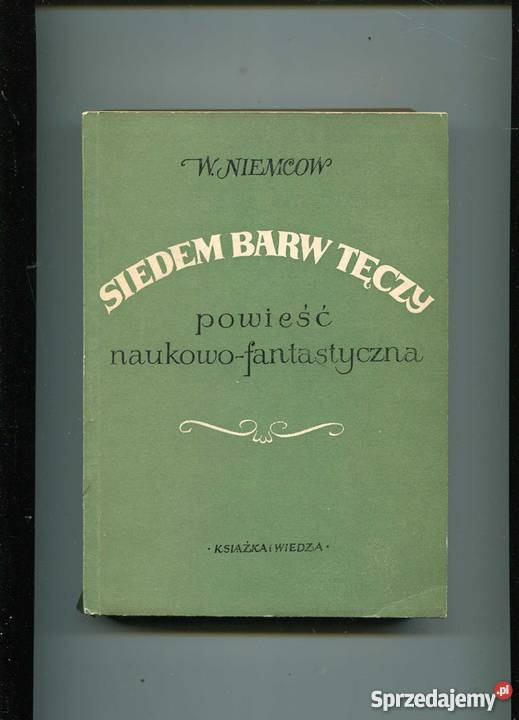 W. NIEMCOW
SIEDEM BARW TĘCZY
powieść
naukowo-fantastyczna
· KSIĄŻKA i WIEDZA ·
Sprzedajemy.pl